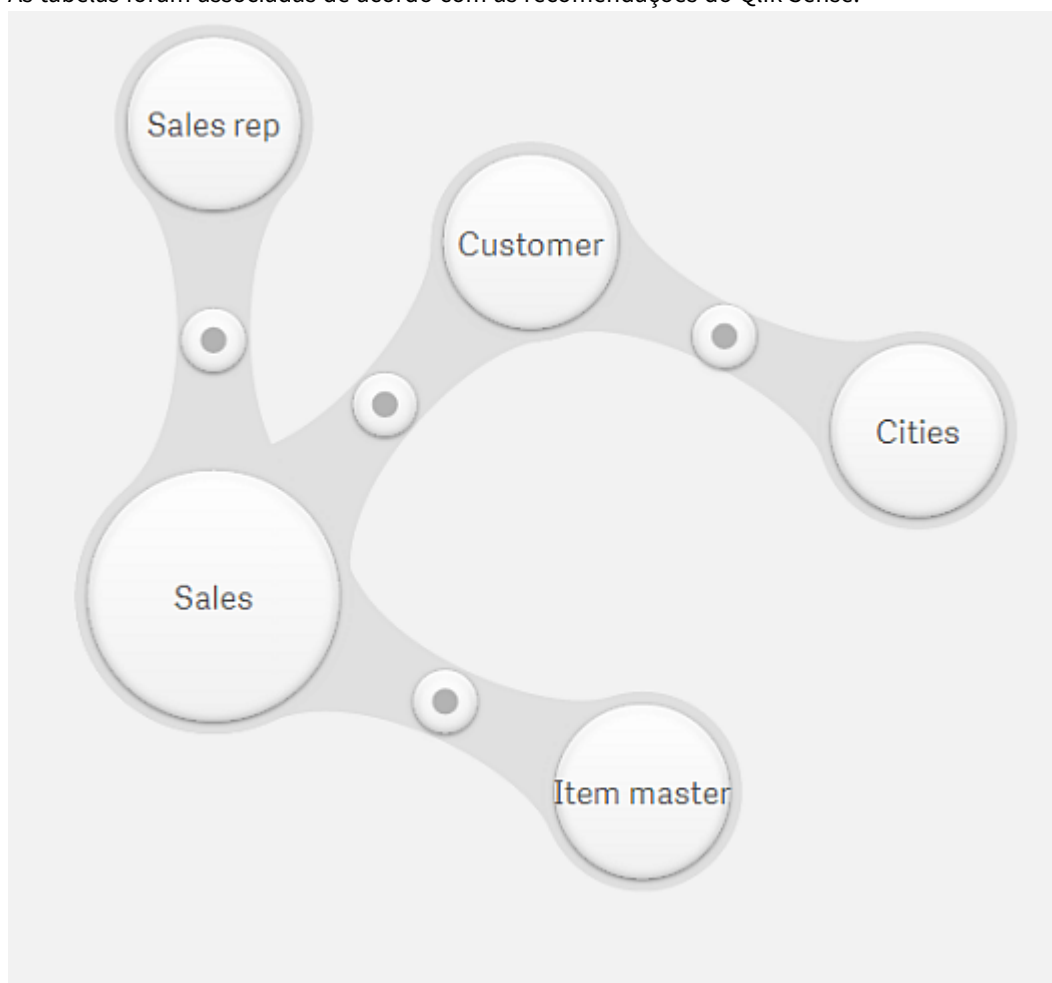 As tabelas foram associadas de acordo com as recomendações do Qlik Sense.
Sales rep
Customer
Cities
Sales
Item master